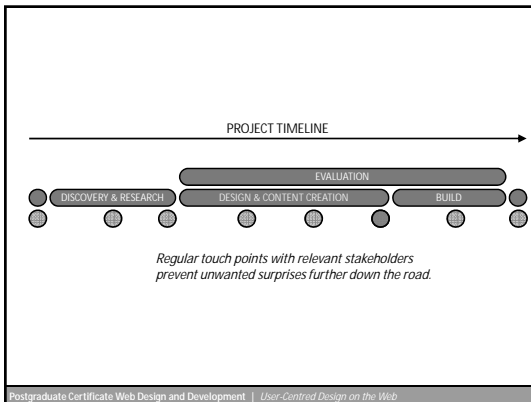 PROJECT TIMELINE
EVALUATION
DISCOVERY & RESEARCH DESIGN & CONTENT CREATION BUILD
Regular touch points with relevant stakeholders
prevent unwanted surprises further down the road.
Postgraduate Certificate Web Design and Development | User-Centred Design on the Web